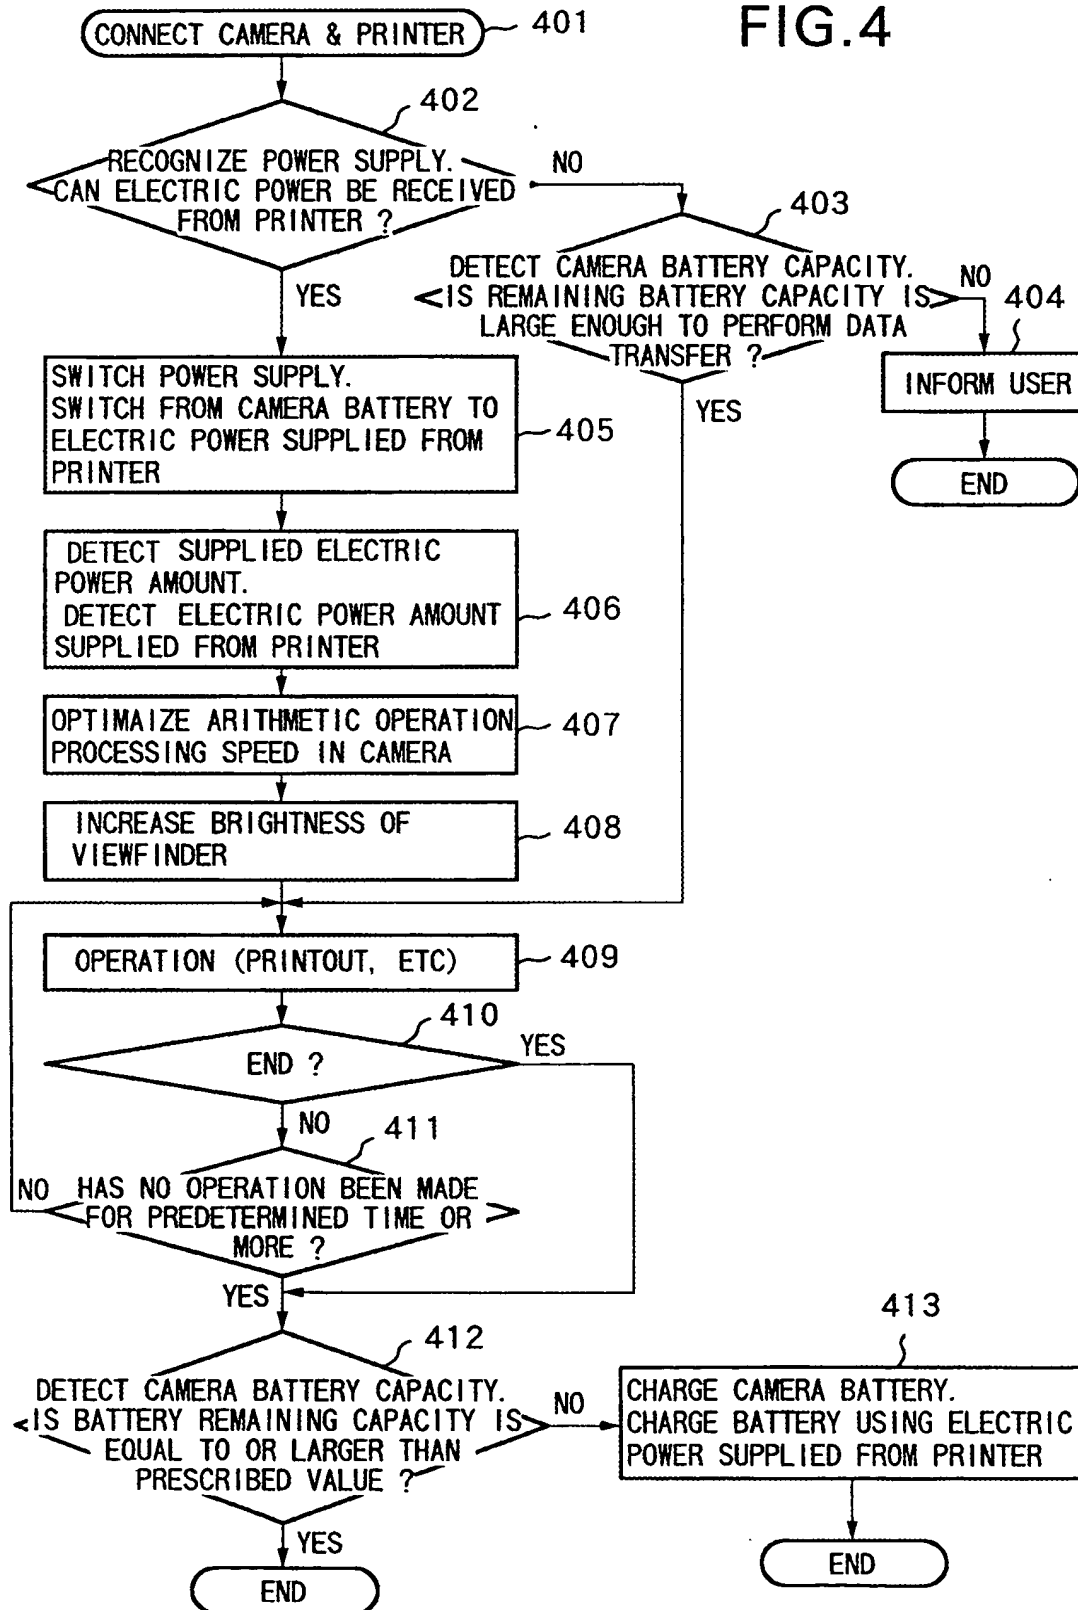 FIG.4
CONNECT CAMERA & PRINTER
401
402
RECOGNIZE POWER SUPPLY.
CAN ELECTRIC POWER BE RECEIVED
FROM PRINTER ?
NO
YES
403
DETECT CAMERA BATTERY CAPACITY.
IS REMAINING BATTERY CAPACITY IS
LARGE ENOUGH TO PERFORM DATA
TRANSFER ?
NO
YES
404
INFORM USER
END
SWITCH POWER SUPPLY.
SWITCH FROM CAMERA BATTERY TO
ELECTRIC POWER SUPPLIED FROM
PRINTER
405
DETECT SUPPLIED ELECTRIC
POWER AMOUNT.
DETECT ELECTRIC POWER AMOUNT
SUPPLIED FROM PRINTER
406
OPTIMAIZE ARITHMETIC OPERATION
PROCESSING SPEED IN CAMERA
407
INCREASE BRIGHTNESS OF
VIEWFINDER
408
OPERATION (PRINTOUT, ETC)
409
410
END ?
YES
NO
411
HAS NO OPERATION BEEN MADE
FOR PREDETERMINED TIME OR
MORE ?
NO
YES
412
DETECT CAMERA BATTERY CAPACITY.
IS BATTERY REMAINING CAPACITY IS
EQUAL TO OR LARGER THAN
PRESCRIBED VALUE ?
NO
YES
END
413
CHARGE CAMERA BATTERY.
CHARGE BATTERY USING ELECTRIC
POWER SUPPLIED FROM PRINTER
END